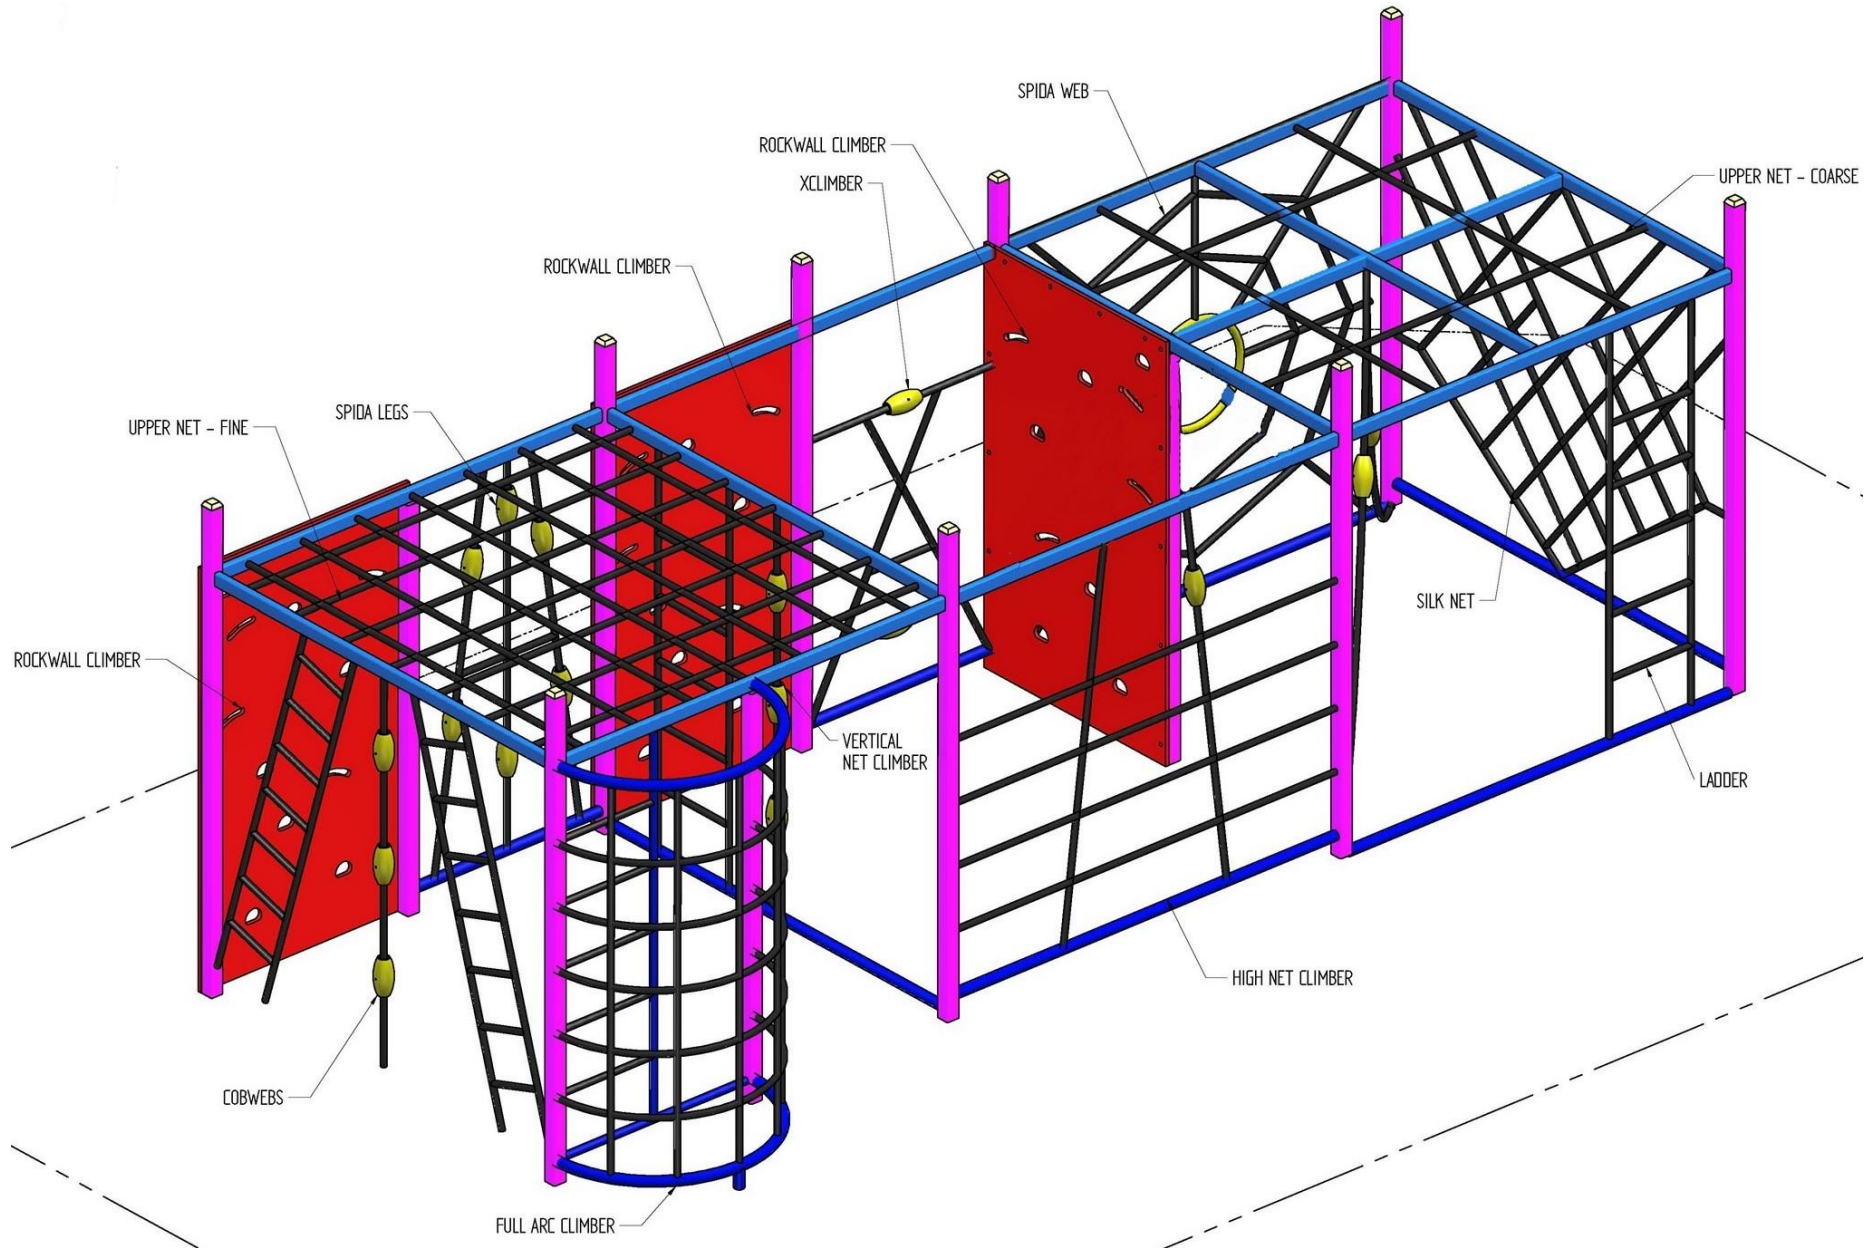 SPIDA WEB
ROCKWALL CLIMBER
XCLIMBER
UPPER NET - COARSE
ROCKWALL CLIMBER
SPIDA LEGS
UPPER NET - FINE
SILK NET
ROCKWALL CLIMBER
VERTICAL
NET CLIMBER
LADDER
HIGH NET CLIMBER
COBWEBS
FULL ARC CLIMBER